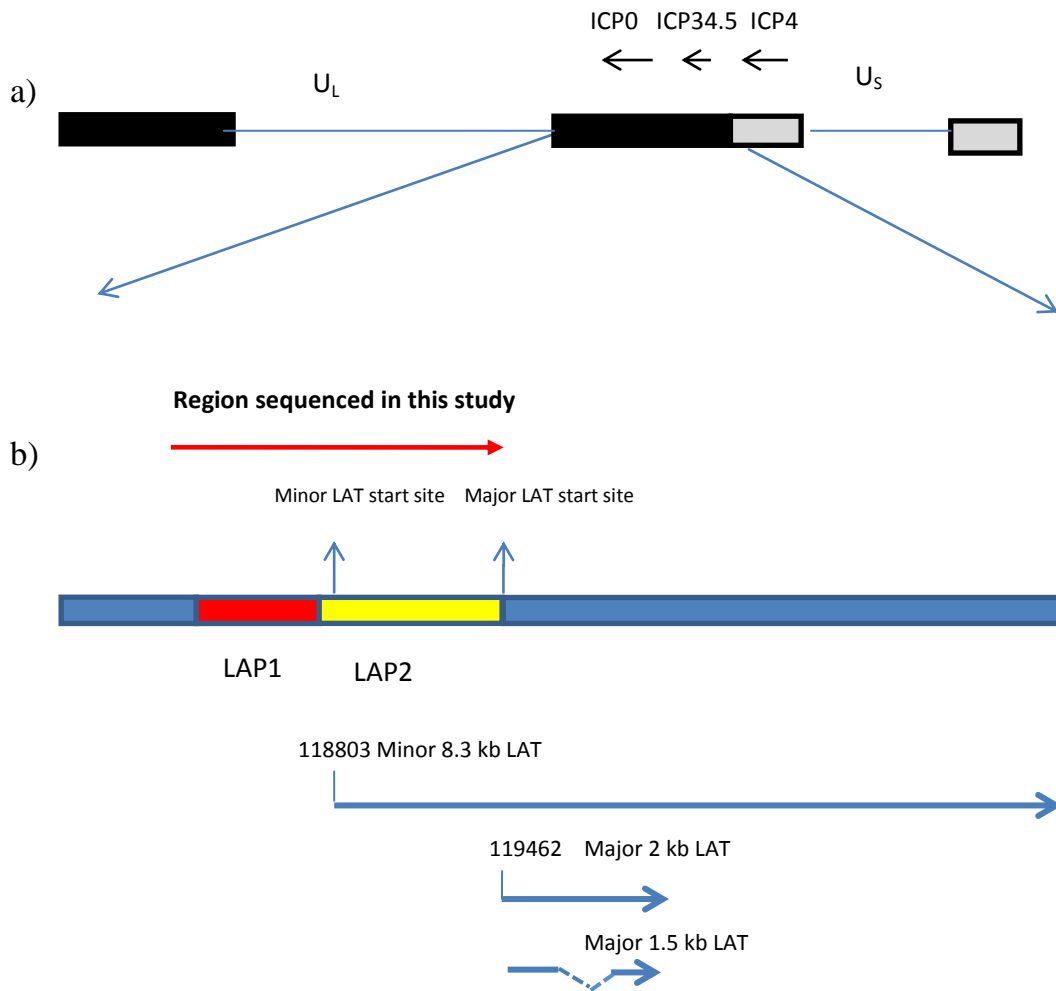 ICP0 ICP34.5 ICP4
a)
UL
US
Region sequenced in this study
b)
Minor LAT start site Major LAT start site
LAP1 LAP2
118803 Minor 8.3 kb LAT
119462 Major 2 kb LAT
Major 1.5 kb LAT